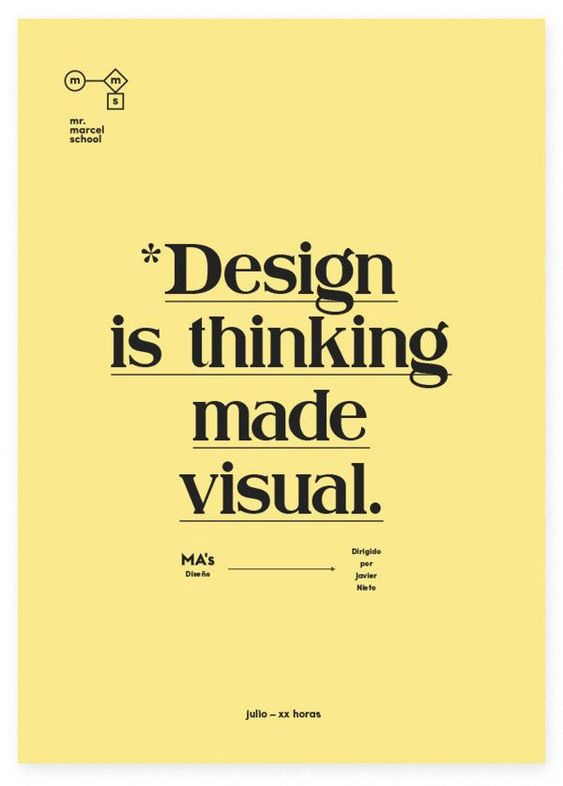 m m
s
mr.
marcel
school
*Design
is thinking
made
visual.
MA's
Diseño
Dirigido
por
Javier
Nieto
julio – xx horas